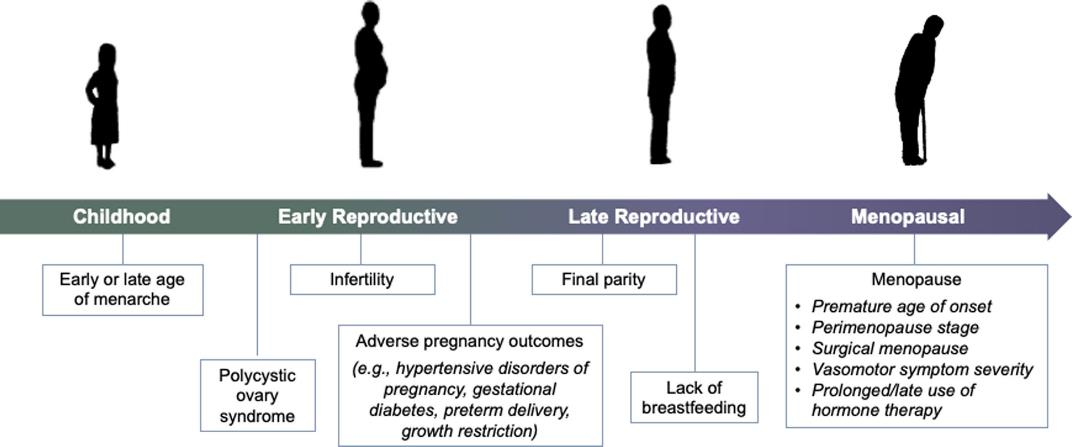 Childhood
Early Reproductive
Late Reproductive
Menopausal
Early or late age
of menarche
Polycystic
ovary
syndrome
Infertility
Adverse pregnancy outcomes
(e.g., hypertensive disorders of
pregnancy, gestational
diabetes, preterm delivery,
growth restriction)
Final parity
Lack of
breastfeeding
Menopause
• Premature age of onset
• Perimenopause stage
• Surgical menopause
• Vasomotor symptom severity
• Prolonged/late use of
hormone therapy